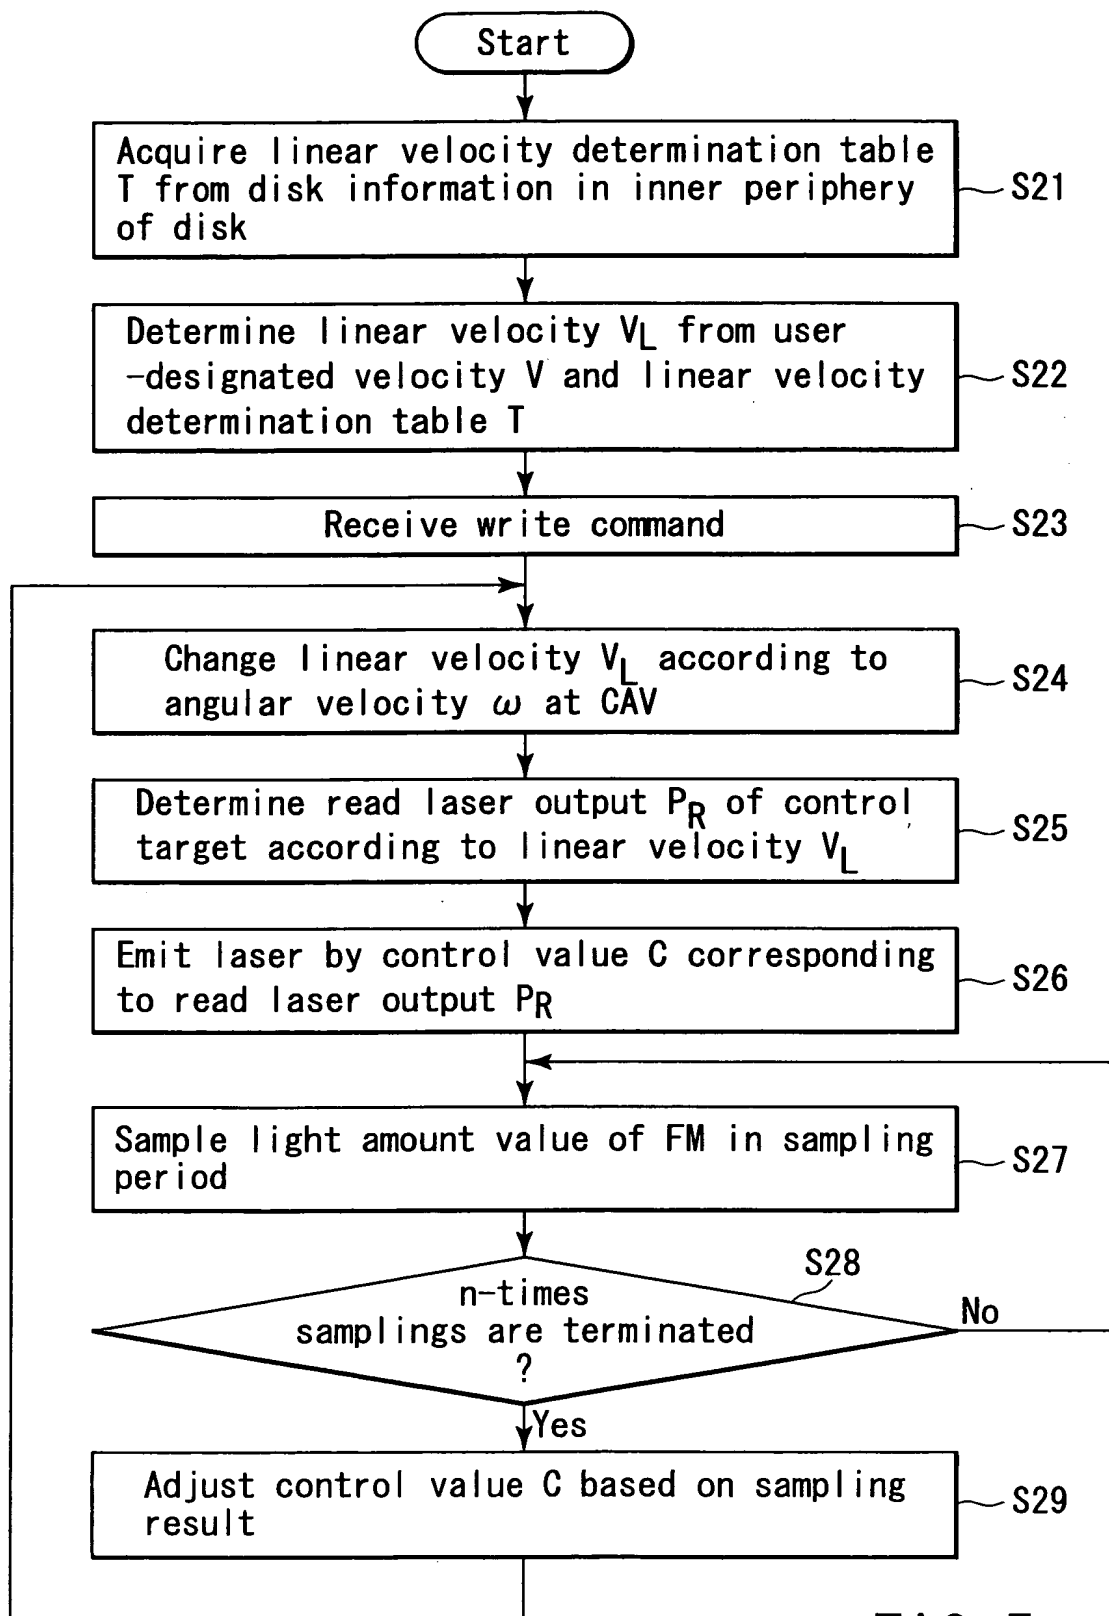 Start
Acquire linear velocity determination table
T from disk information in inner periphery
of disk
S21
Determine linear velocity VL from user
-designated velocity V and linear velocity
determination table T
S22
Receive write command
S23
Change linear velocity VL according to
angular velocity ω at CAV
S24
Determine read laser output PR of control
target according to linear velocity VL
S25
Emit laser by control value C corresponding
to read laser output PR
S26
Sample light amount value of FM in sampling
period
S27
S28
n-times
samplings are terminated
?
No
Yes
Adjust control value C based on sampling
result
S29